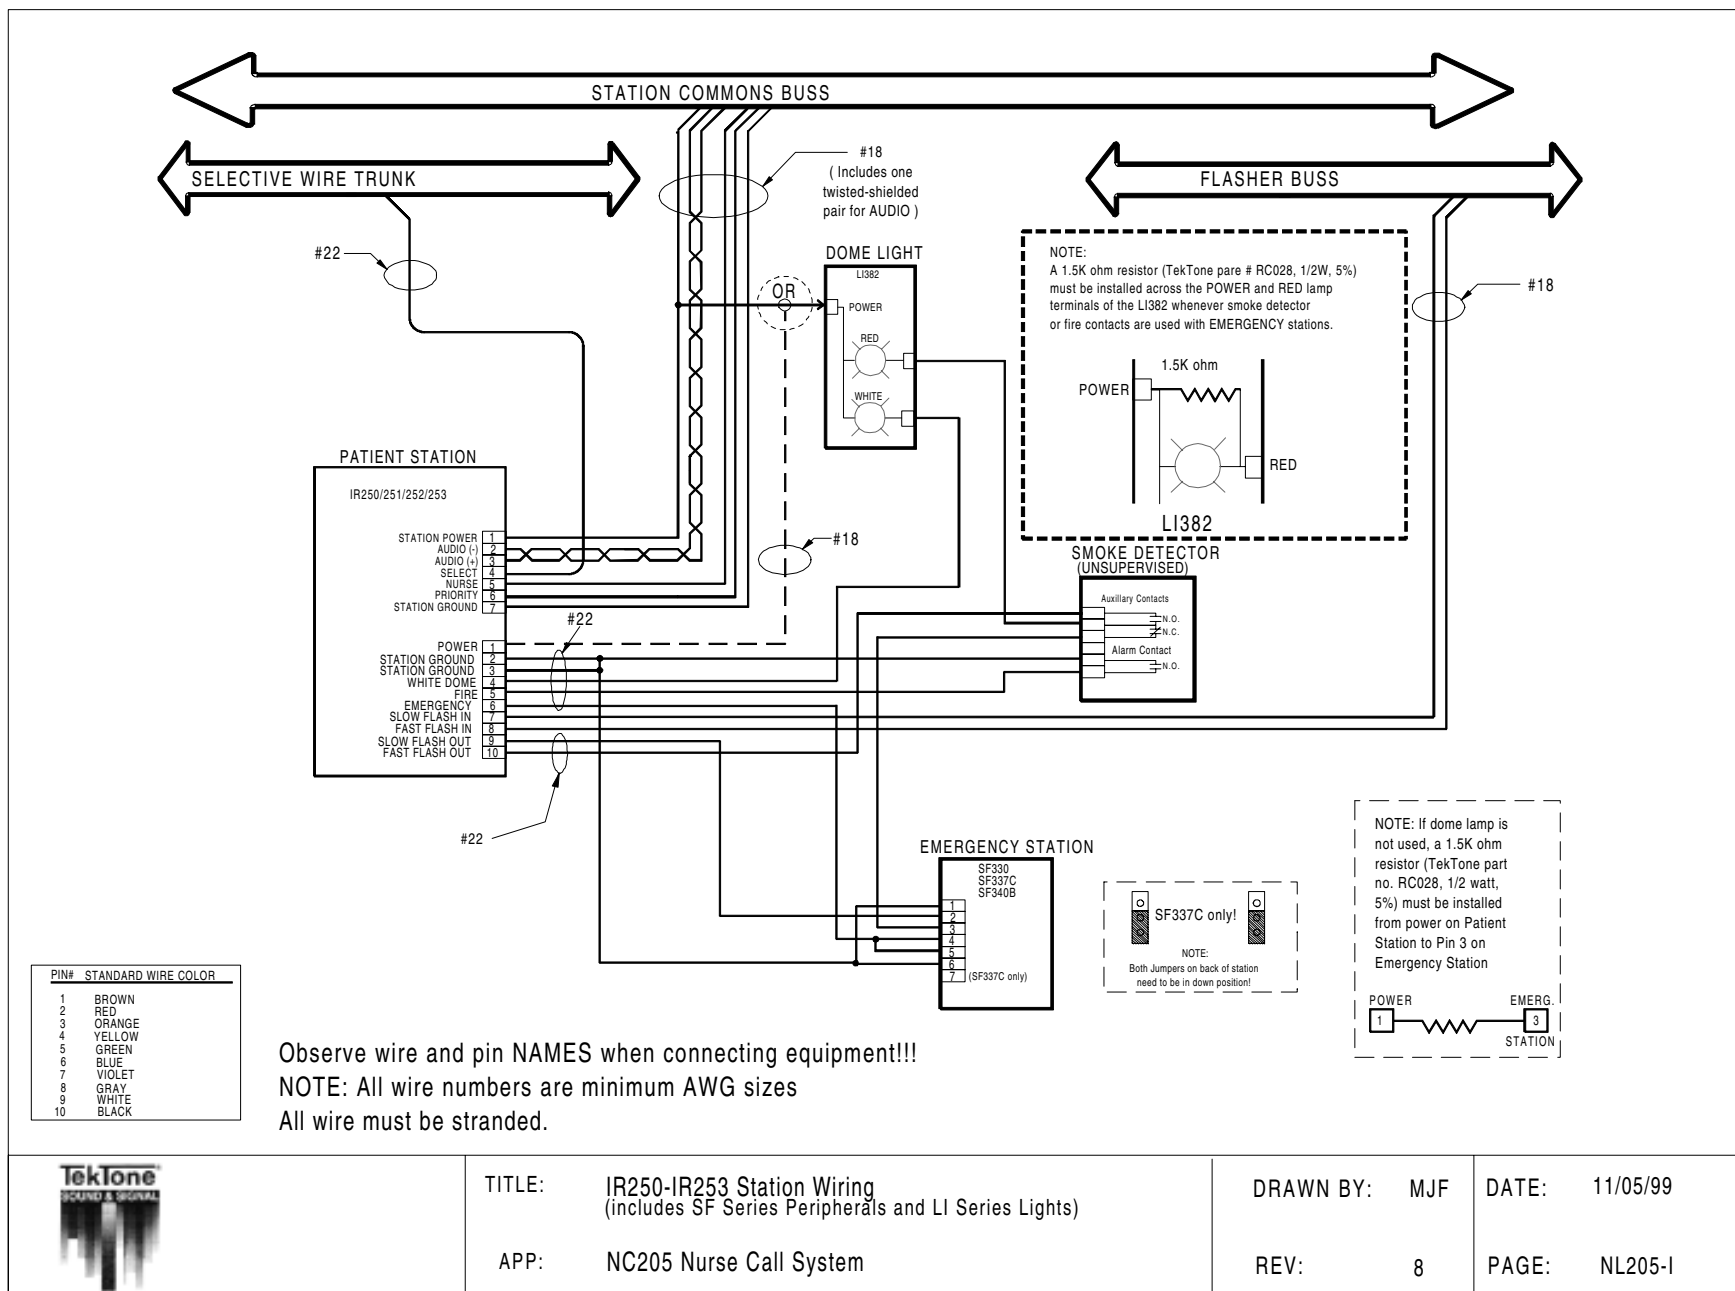 STATION COMMONS BUSS
SELECTIVE WIRE TRUNK
FLASHER BUSS
#18
( Includes one
twisted-shielded
pair for AUDIO )
#22
#18
DOME LIGHT
LI382
POWER
RED
WHITE
OR
NOTE:
A 1.5K ohm resistor (TekTone pare # RC028, 1/2W, 5%)
must be installed across the POWER and RED lamp
terminals of the LI382 whenever smoke detector
or fire contacts are used with EMERGENCY stations.
1.5K ohm
POWER
RED
LI382
PATIENT STATION
IR250/251/252/253
STATION POWER 1
AUDIO (-) 2
AUDIO (+) 3
SELECT 4
NURSE 5
PRIORITY 6
STATION GROUND 7
POWER 1
STATION GROUND 2
STATION GROUND 3
WHITE DOME 4
FIRE 5
EMERGENCY 6
SLOW FLASH IN 7
FAST FLASH IN 8
SLOW FLASH OUT 9
FAST FLASH OUT 10
#18
#22
#22
SMOKE DETECTOR
(UNSUPERVISED)
Auxillary Contacts
N.O.
N.C.
Alarm Contact
N.O.
EMERGENCY STATION
SF330
SF337C
SF340B
1
2
3
4
5
6
7 (SF337C only)
SF337C only!
NOTE:
Both Jumpers on back of station
need to be in down position!
NOTE: If dome lamp is
not used, a 1.5K ohm
resistor (TekTone part
no. RC028, 1/2 watt,
5%) must be installed
from power on Patient
Station to Pin 3 on
Emergency Station
POWER EMERG.
1 3
STATION
PIN# STANDARD WIRE COLOR
1 BROWN
2 RED
3 ORANGE
4 YELLOW
5 GREEN
6 BLUE
7 VIOLET
8 GRAY
9 WHITE
10 BLACK
Observe wire and pin NAMES when connecting equipment!!!
NOTE: All wire numbers are minimum AWG sizes
All wire must be stranded.
TekTone
SOUND & SIGNAL
TITLE: IR250-IR253 Station Wiring
(includes SF Series Peripherals and LI Series Lights)
APP: NC205 Nurse Call System
DRAWN BY: MJF
DATE: 11/05/99
REV: 8
PAGE: NL205-I